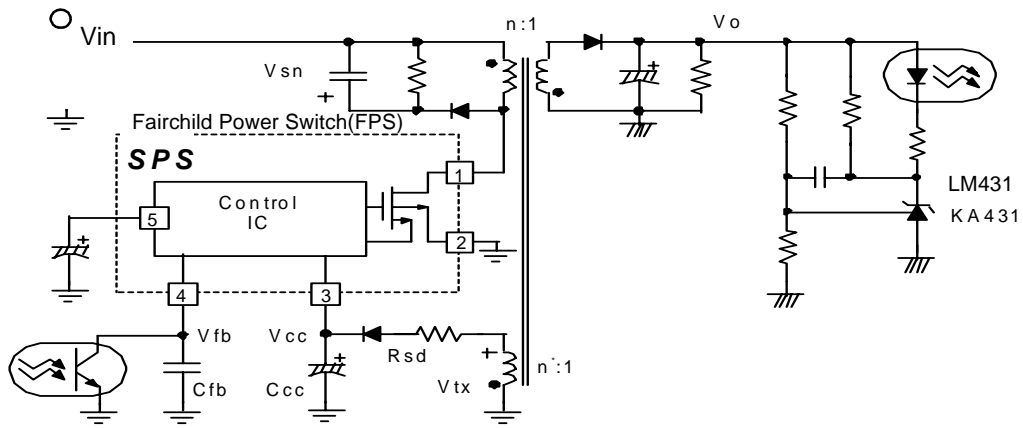 n:1
Vo
Vin
Vsn
+
+
Fairchild Power Switch(FPS)
SPS
1
Control
IC
5
2
+
4
3
LM431
KA431
Vfb
Vcc
Rsd
+
+
Cfb
Ccc
Vtx
n`:1